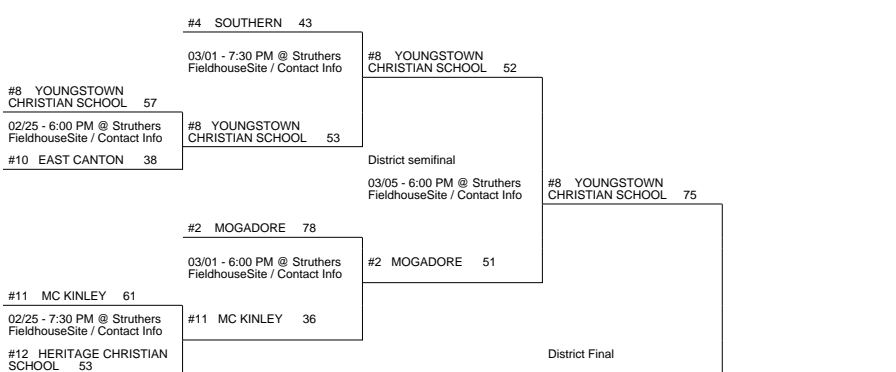 #4 SOUTHERN 43
03/01 - 7:30 PM @ Struthers
FieldhouseSite / Contact Info
#8 YOUNGSTOWN
CHRISTIAN SCHOOL 52
#8 YOUNGSTOWN
CHRISTIAN SCHOOL 57
02/25 - 6:00 PM @ Struthers
FieldhouseSite / Contact Info
#8 YOUNGSTOWN
CHRISTIAN SCHOOL 53
#10 EAST CANTON 38
District semifinal
03/05 - 6:00 PM @ Struthers
FieldhouseSite / Contact Info
#8 YOUNGSTOWN
CHRISTIAN SCHOOL 75
#2 MOGADORE 78
03/01 - 6:00 PM @ Struthers
FieldhouseSite / Contact Info
#2 MOGADORE 51
#11 MC KINLEY 61
02/25 - 7:30 PM @ Struthers
FieldhouseSite / Contact Info
#11 MC KINLEY 36
#12 HERITAGE CHRISTIAN
SCHOOL 53
District Final